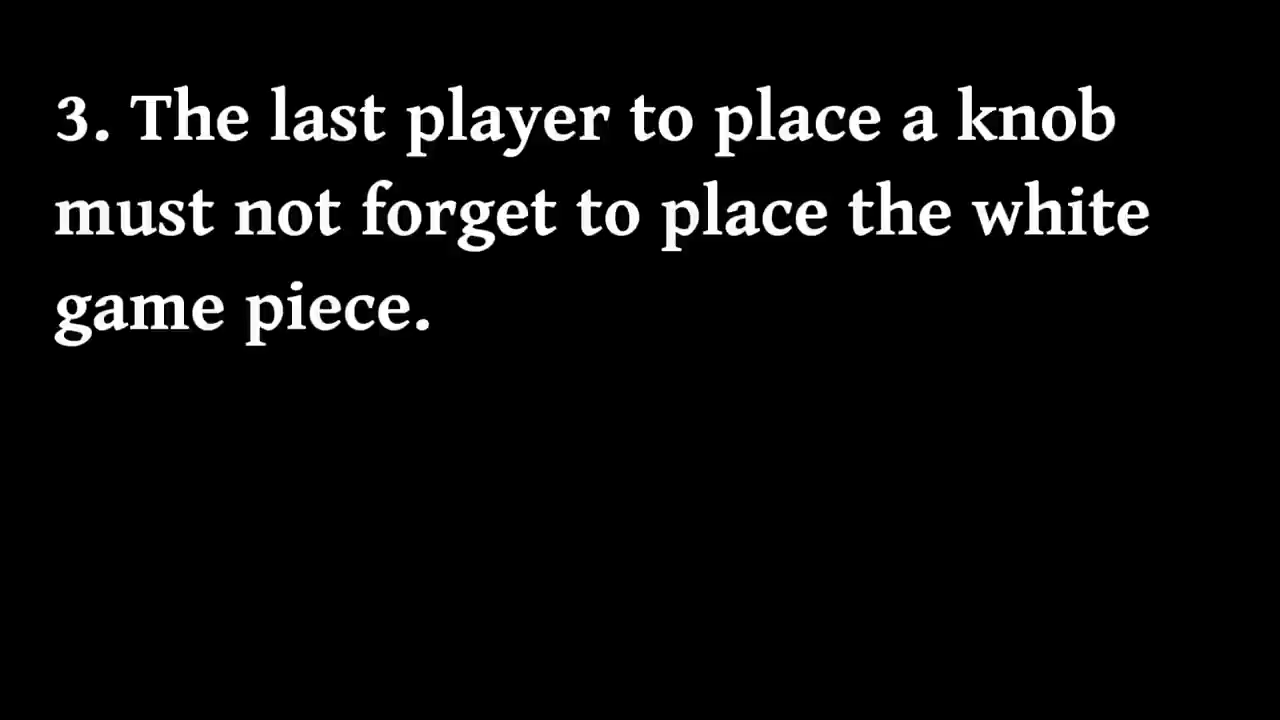 3. The last player to place a knob
must not forget to place the white
game piece.